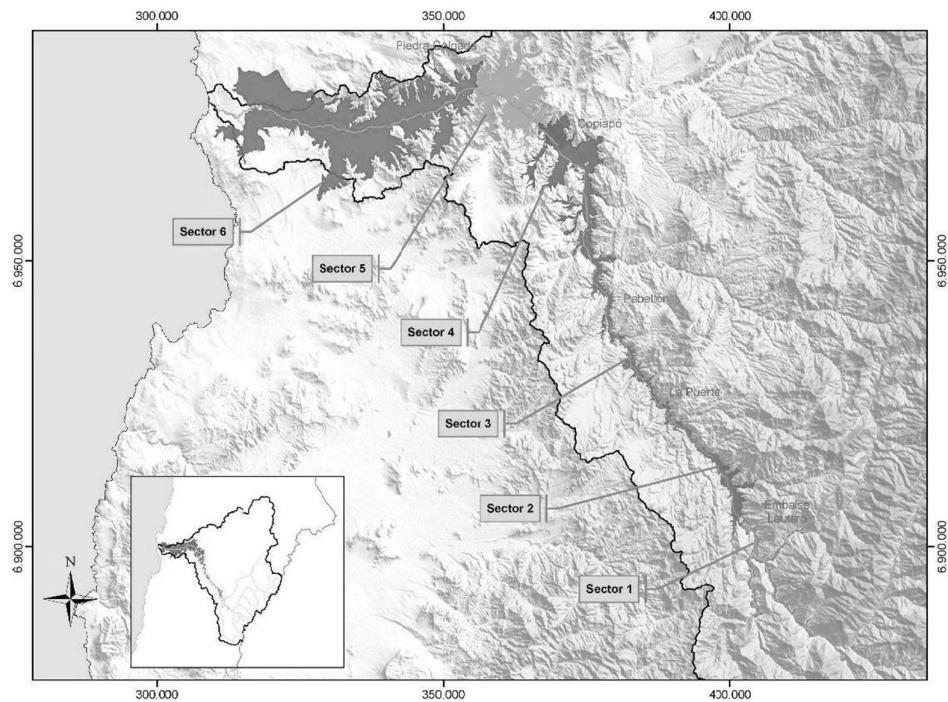 300.000
350.000
400.000
Piedra Colgada
Copiapó
Sector 6
6.950.000
6.950.000
Sector 5
Pabellón
Sector 4
La Puerta
Sector 3
Sector 2
Embalse
Lautaro
6.900.000
6.900.000
Sector 1
N
300.000
350.000
400.000